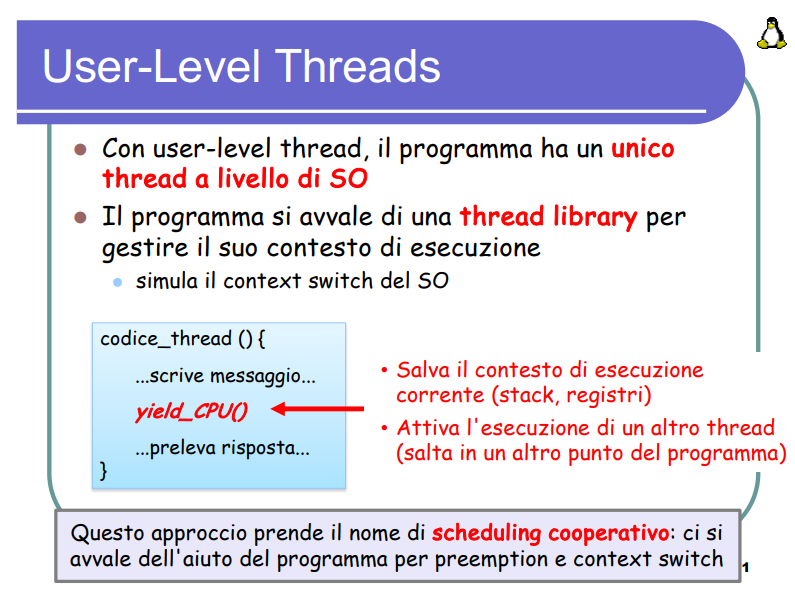 User-Level Threads
Con user-level thread, il programma ha un unico
thread a livello di SO
Il programma si avvale di una thread library per
gestire il suo contesto di esecuzione
simula il context switch del SO
codice_thread () {
...scrive messaggio...
yield_CPU()
...preleva risposta...
}
• Salva il contesto di esecuzione
corrente (stack, registri)
• Attiva l'esecuzione di un altro thread
(salta in un altro punto del programma)
Questo approccio prende il nome di scheduling cooperativo: ci si
avvale dell'aiuto del programma per preemption e context switch
1